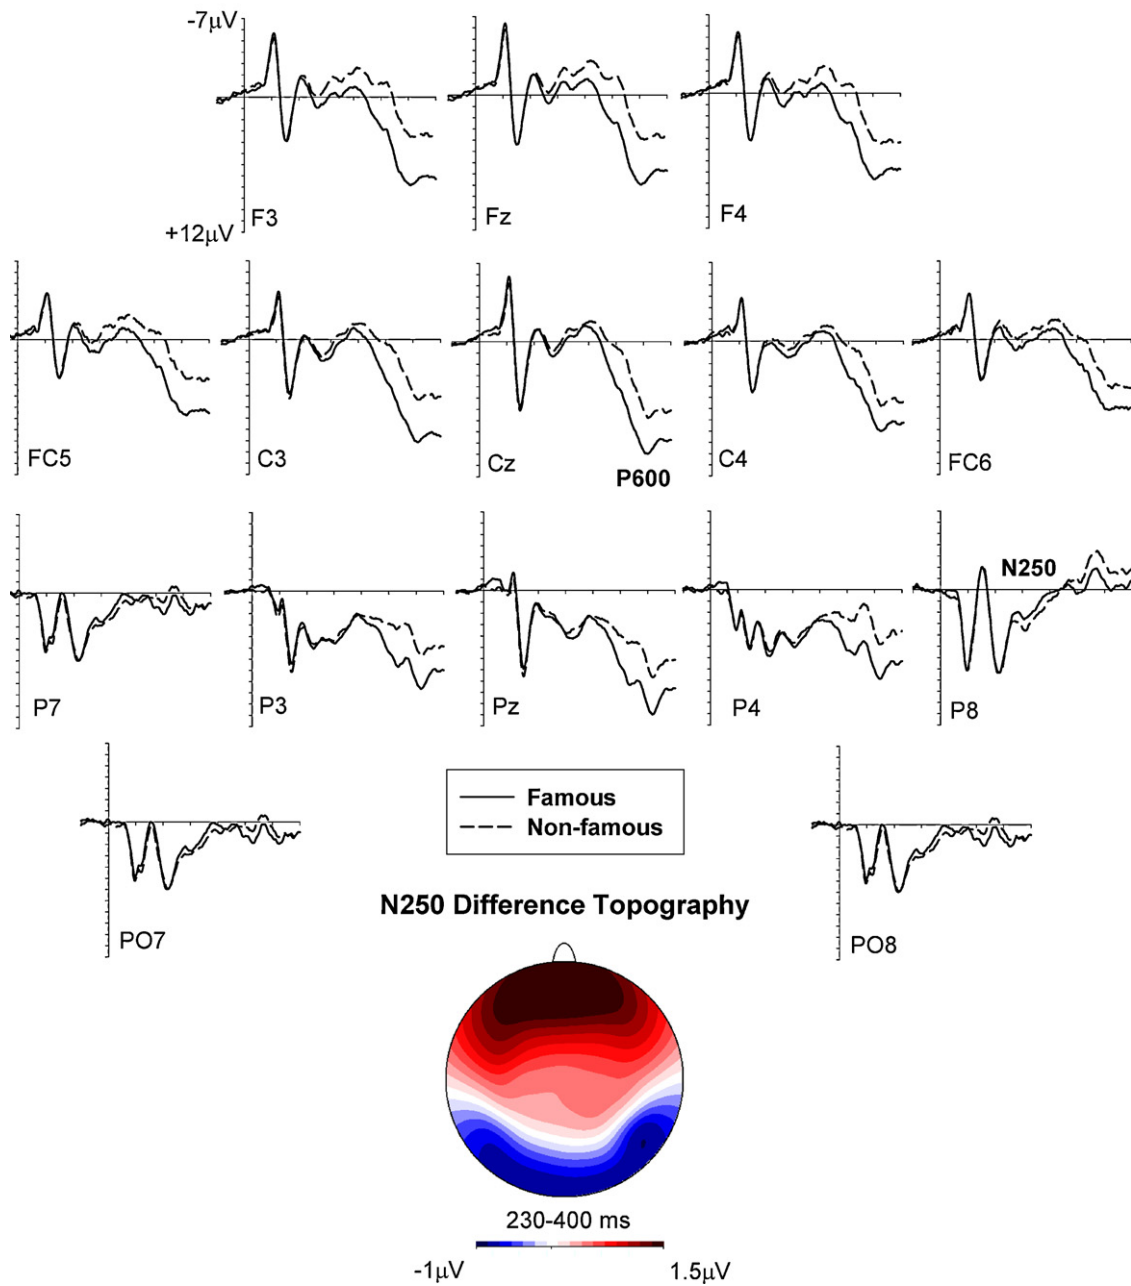 -7μV
+12μV
F3
Fz
F4
FC5
C3
Cz
P600
C4
FC6
N250
P7
P3
Pz
P4
P8
Famous
Non-famous
PO7
PO8
N250 Difference Topography
230-400 ms
-1μV
1.5μV